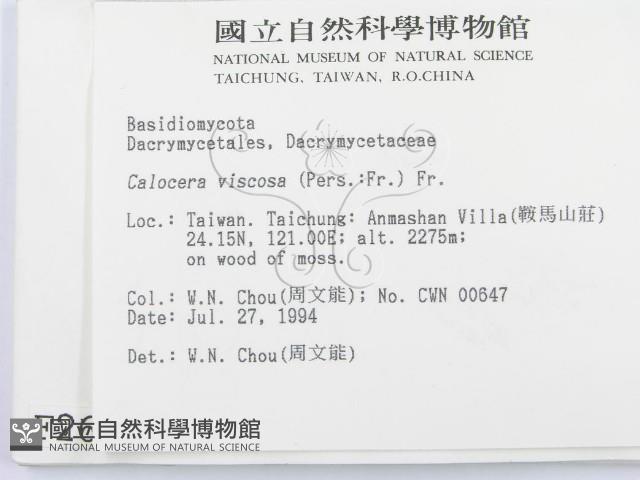 國立自然科學博物館
NATIONAL MUSEUM OF NATURAL SCIENCE
TAICHUNG, TAIWAN, R.O.CHINA
Basidiomycota
Dacrymycetales, Dacrymycetaceae
Calocera viscosa (Pers.:Fr.) Fr.
Loc.: Taiwan. Taichung: Anmashan Villa(鞍馬山莊)
24.15N, 121.00E; alt. 2275m;
on wood of moss.
Col.: W.N. Chou(周文能); No. CWN 00647
Date: Jul. 27, 1994
Det.: W.N. Chou(周文能)
國立自然科學博物館
NATIONAL MUSEUM OF NATURAL SCIENCE